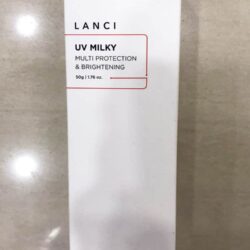 LANCI
UV MILKY
MULTI PROTECTION
& BRIGHTENING
50g | 1.76 oz.